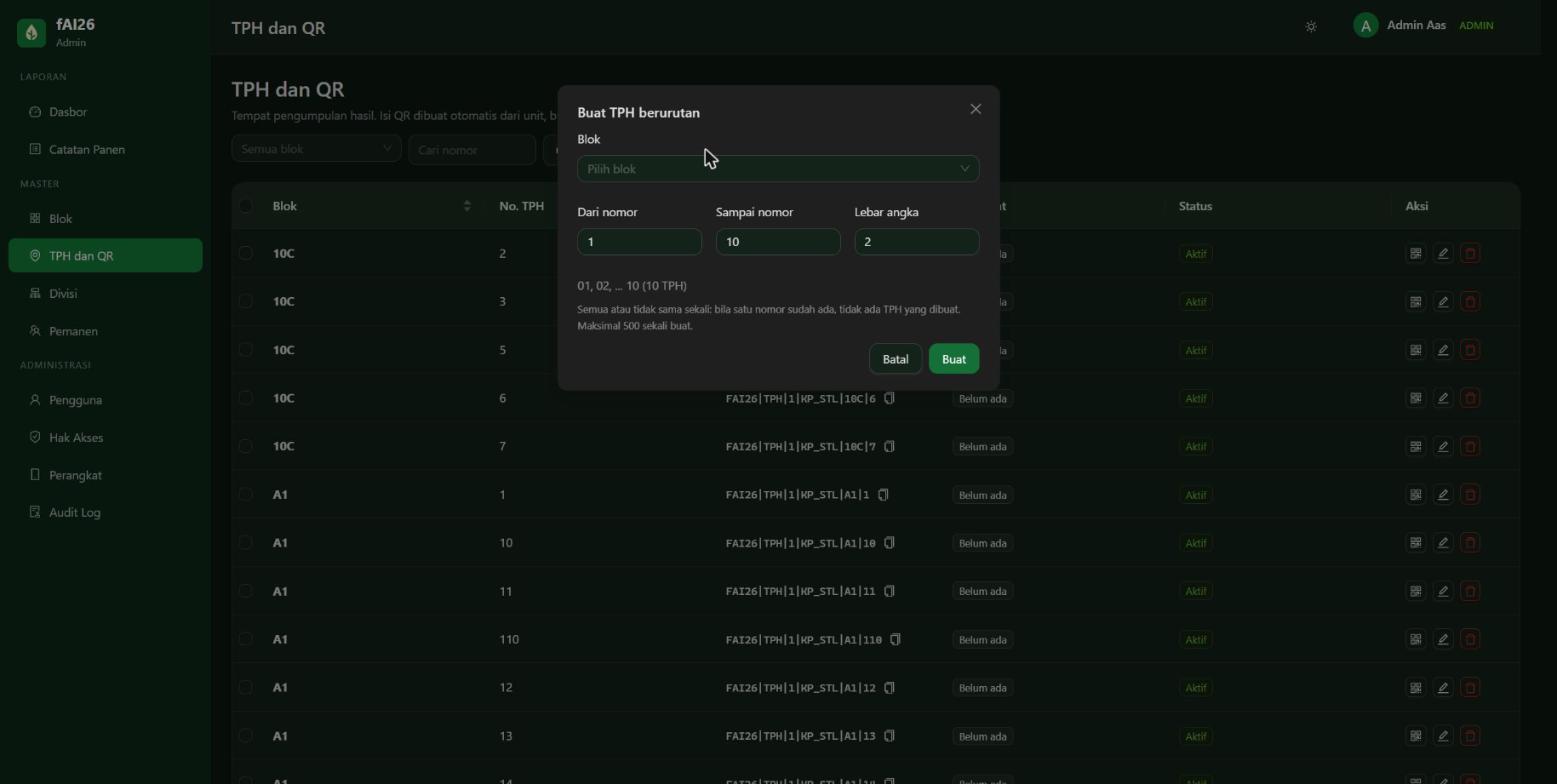 fAI26
Admin
LAPORAN
Dasbor
Catatan Panen
MASTER
Blok
TPH dan QR
Divisi
Pemanen
ADMINISTRASI
Pengguna
Hak Akses
Perangkat
Audit Log
TPH dan QR
A Admin Aas ADMIN
TPH dan QR
Tempat pengumpulan hasil. Isi QR dibuat otomatis dari unit, b
Semua blok Cari nomor
Buat TPH berurutan
Blok
Pilih blok
Dari nomor Sampai nomor Lebar angka
1 10 2
01, 02, ... 10 (10 TPH)
Semua atau tidak sama sekali: bila satu nomor sudah ada, tidak ada TPH yang dibuat.
Maksimal 500 sekali buat.
Batal Buat
Blok No. TPH Status Aksi
10C 2 Aktif
10C 3 Aktif
10C 5 Aktif
10C 6 FAI26|TPH|1|KP_STL|10C|6 Belum ada Aktif
10C 7 FAI26|TPH|1|KP_STL|10C|7 Belum ada Aktif
A1 1 FAI26|TPH|1|KP_STL|A1|1 Belum ada Aktif
A1 10 FAI26|TPH|1|KP_STL|A1|10 Belum ada Aktif
A1 11 FAI26|TPH|1|KP_STL|A1|11 Belum ada Aktif
A1 110 FAI26|TPH|1|KP_STL|A1|110 Belum ada Aktif
A1 12 FAI26|TPH|1|KP_STL|A1|12 Belum ada Aktif
A1 13 FAI26|TPH|1|KP_STL|A1|13 Belum ada Aktif